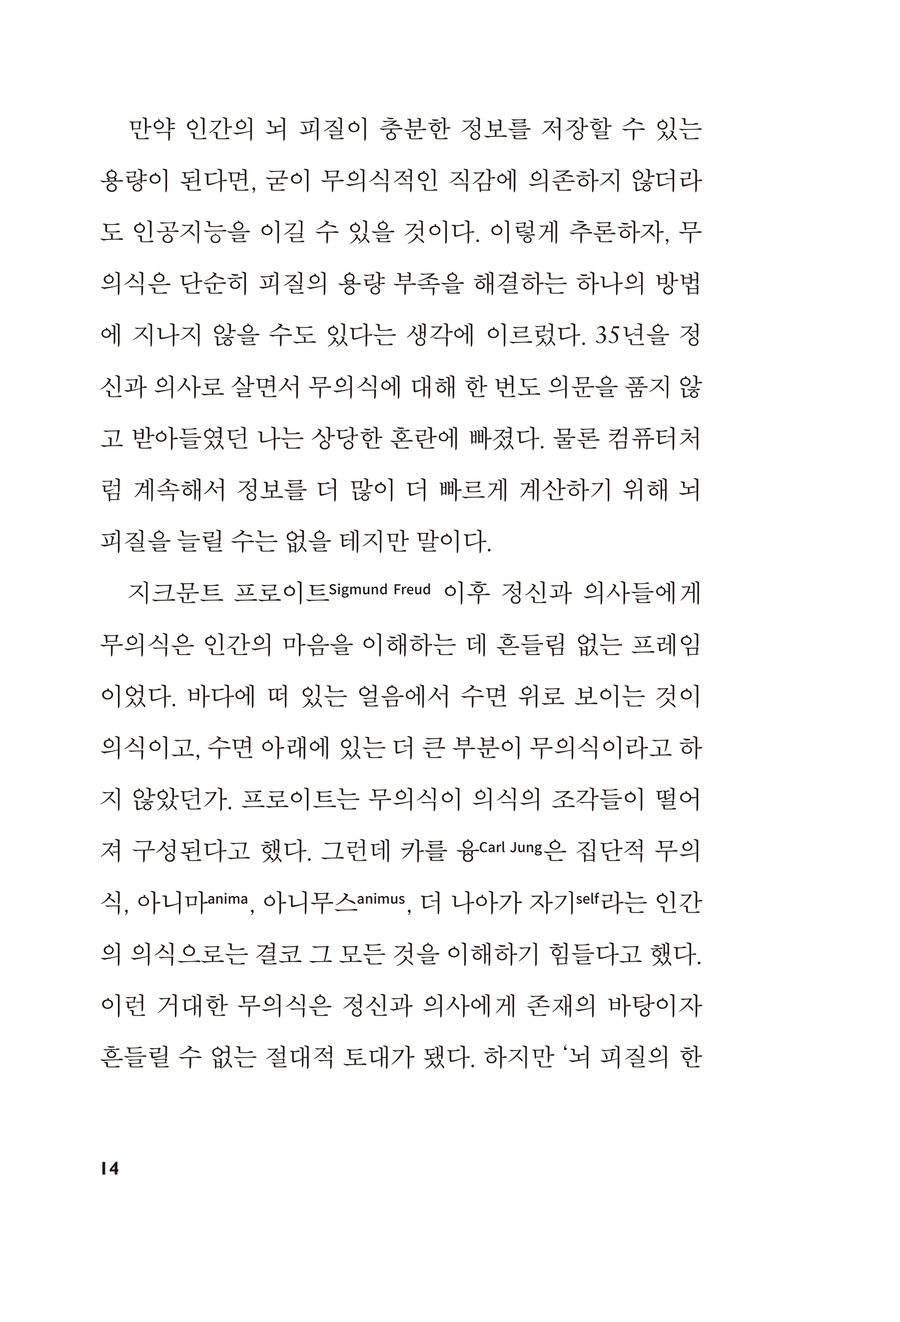 만약 인간의 뇌 피질이 충분한 정보를 저장할 수 있는
용량이 된다면, 굳이 무의식적인 직감에 의존하지 않더라
도 인공지능을 이길 수 있을 것이다. 이렇게 추론하자, 무
의식은 단순히 피질의 용량 부족을 해결하는 하나의 방법
에 지나지 않을 수도 있다는 생각에 이르렀다. 35년을 정
신과 의사로 살면서 무의식에 대해 한 번도 의문을 품지 않
고 받아들였던 나는 상당한 혼란에 빠졌다. 물론 컴퓨터처
럼 계속해서 정보를 더 많이 더 빠르게 계산하기 위해 뇌
피질을 늘릴 수는 없을 테지만 말이다.
지크문트 프로이트Sigmund Freud 이후 정신과 의사들에게
무의식은 인간의 마음을 이해하는 데 흔들림 없는 프레임
이었다. 바다에 떠 있는 얼음에서 수면 위로 보이는 것이
의식이고, 수면 아래에 있는 더 큰 부분이 무의식이라고 하
지 않았던가. 프로이트는 무의식이 의식의 조각들이 떨어
져 구성된다고 했다. 그런데 카를 융Carl Jung은 집단적 무의
식, 아니마anima, 아니무스animus, 더 나아가 자기self라는 인간
의 의식으로는 결코 그 모든 것을 이해하기 힘들다고 했다.
이런 거대한 무의식은 정신과 의사에게 존재의 바탕이자
흔들릴 수 없는 절대적 토대가 됐다. 하지만 ‘뇌 피질의 한
14